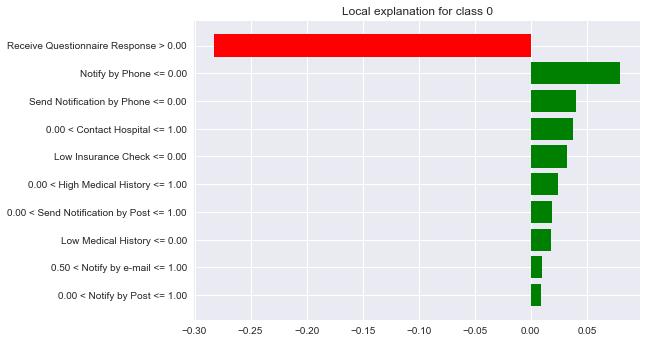 Local explanation for class 0
Receive Questionnaire Response > 0.00
Notify by Phone <= 0.00
Send Notification by Phone <= 0.00
0.00 < Contact Hospital <= 1.00
Low Insurance Check <= 0.00
0.00 < High Medical History <= 1.00
0.00 < Send Notification by Post <= 1.00
Low Medical History <= 0.00
0.50 < Notify by e-mail <= 1.00
0.00 < Notify by Post <= 1.00
−0.30 −0.25 −0.20 −0.15 −0.10 −0.05 0.00 0.05